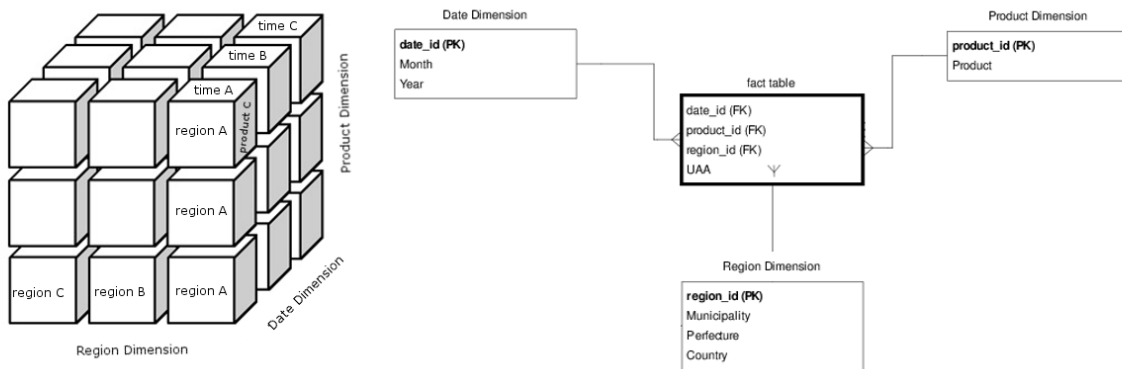 time C
time B
time A
region A
product C
region A
region C
region B
region A
Region Dimension
Date Dimension
Product Dimension
Date Dimension
date_id (PK)
Month
Year
fact table
date_id (FK)
product_id (FK)
region_id (FK)
UAA
Product Dimension
product_id (PK)
Product
Region Dimension
region_id (PK)
Municipality
Perfecture
Country